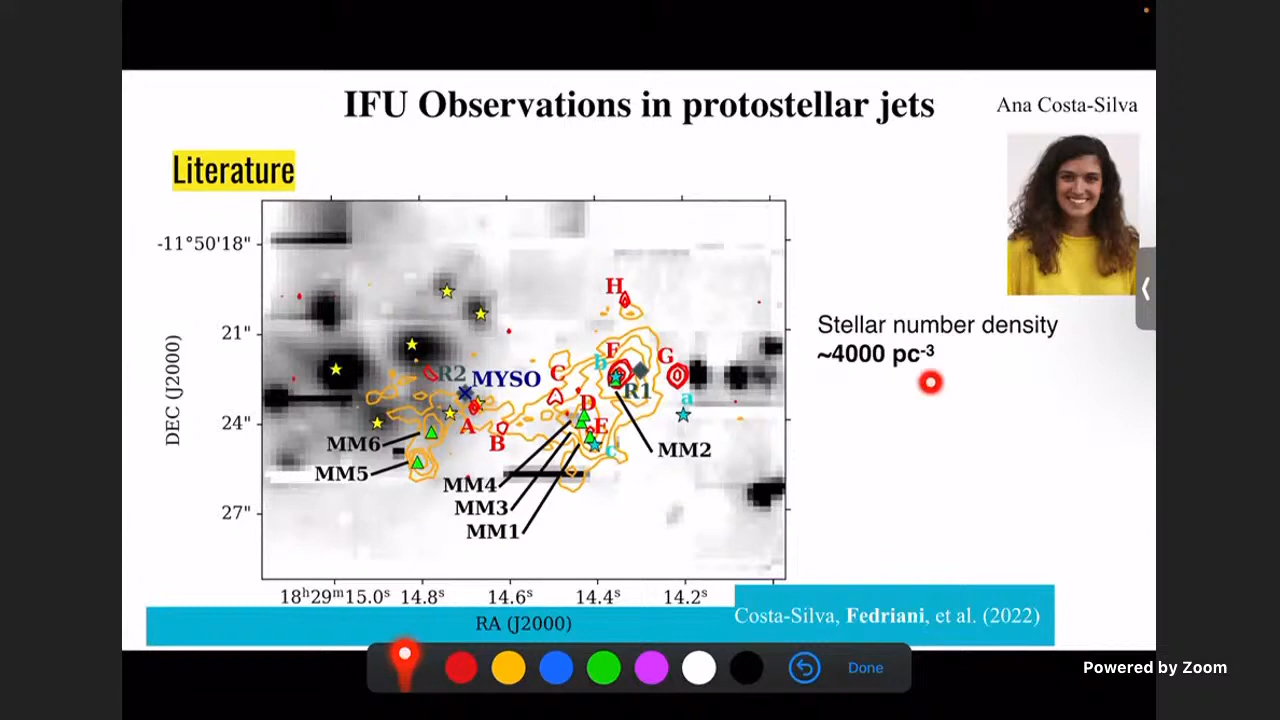 IFU Observations in protostellar jets
Ana Costa-Silva
Literature
-11°50'18"
21"
24"
27"
DEC (J2000)
H
F
G
b
R2
MYSO
C
R1
a
D
A
E
B
c
MM6
MM2
MM5
MM4
MM3
MM1
18ʰ29ᵐ15.0ˢ 14.8ˢ 14.6ˢ 14.4ˢ 14.2ˢ
RA (J2000)
Stellar number density
~4000 pc⁻³
Costa-Silva, Fedriani, et al. (2022)
Done
Powered by Zoom